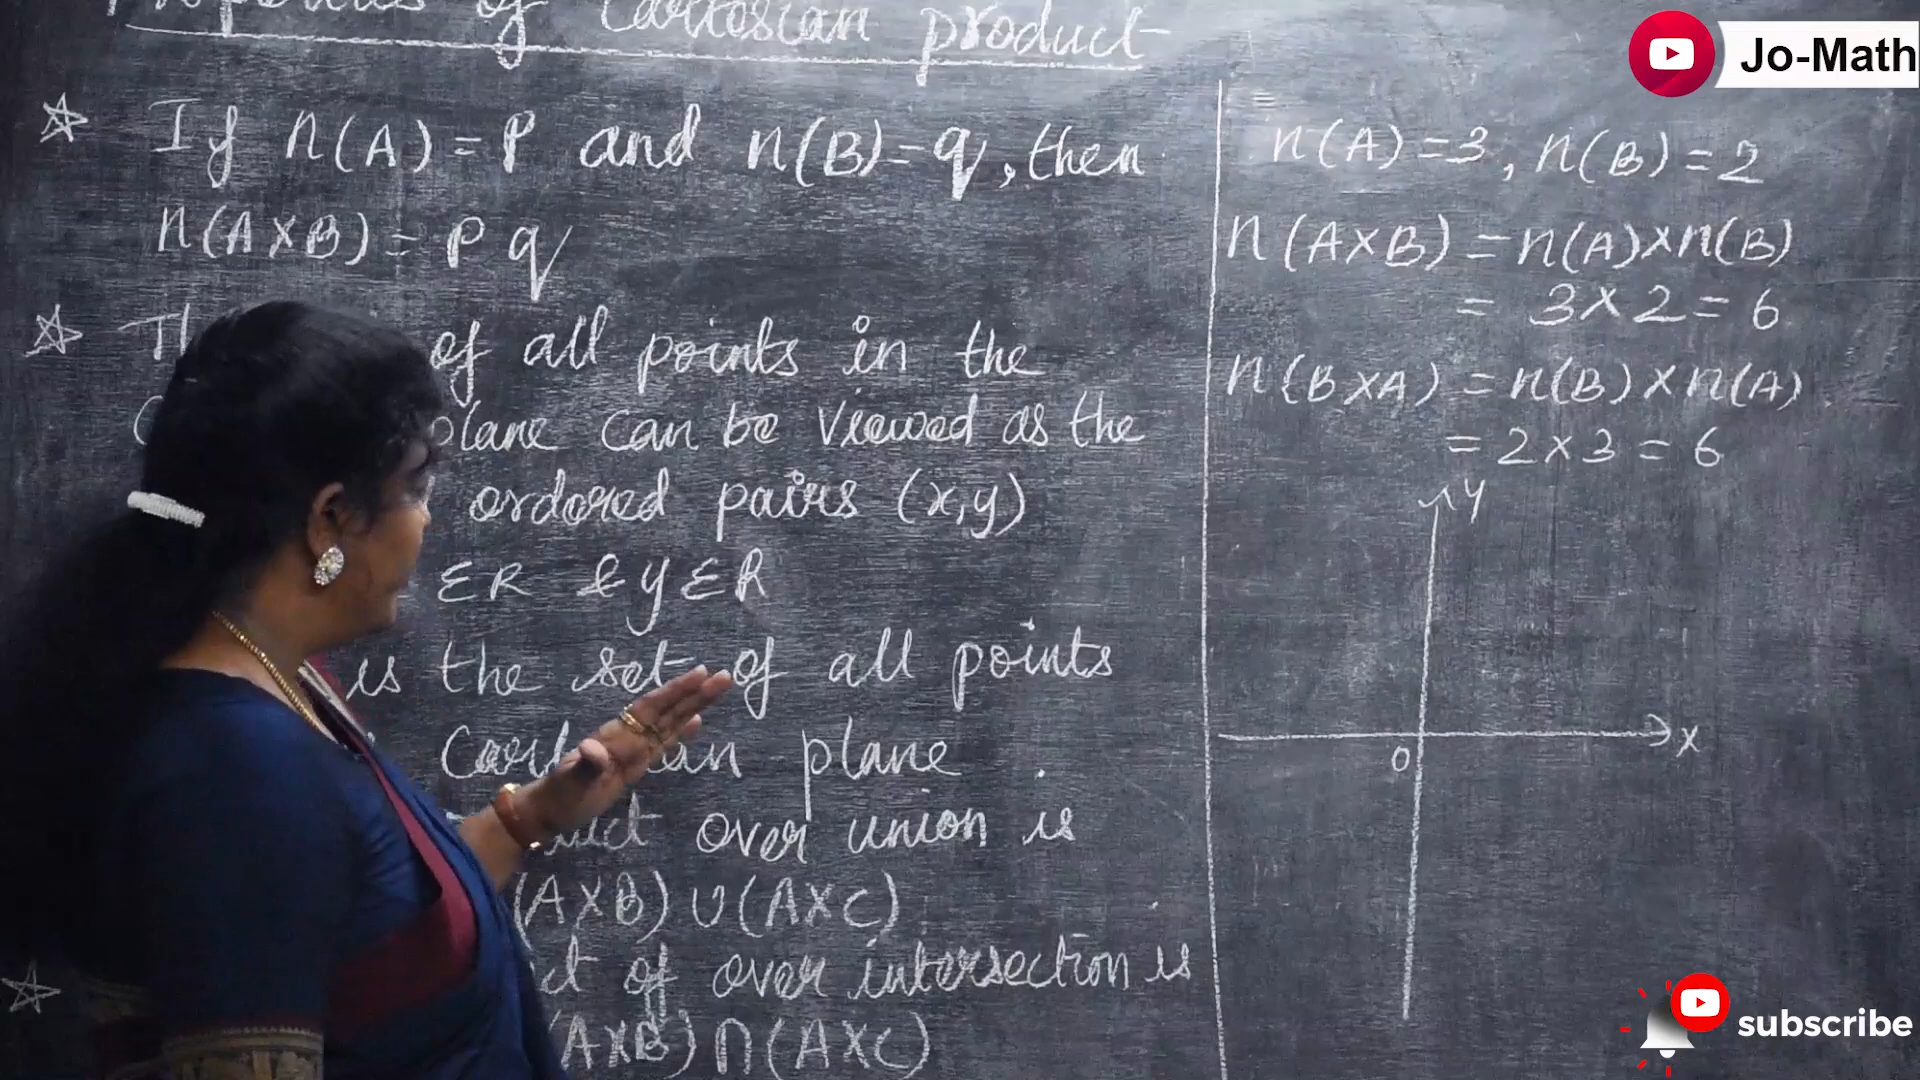 Properties of Cartesian product
If n(A) = P and n(B) = q, then
n(A×B) = P q
of all points in the
plane can be viewed as the
ordered pairs (x,y)
∈R & y∈R
is the set of all points
plane
over union is
(A×B) ∪ (A×C)
of over intersection is
(A×B) ∩ (A×C)
n(A) = 3, n(B) = 2
n(A×B) = n(A)×n(B)
= 3×2 = 6
n(B×A) = n(B)×n(A)
= 2×3 = 6
Y
X
0
Jo-Math
subscribe